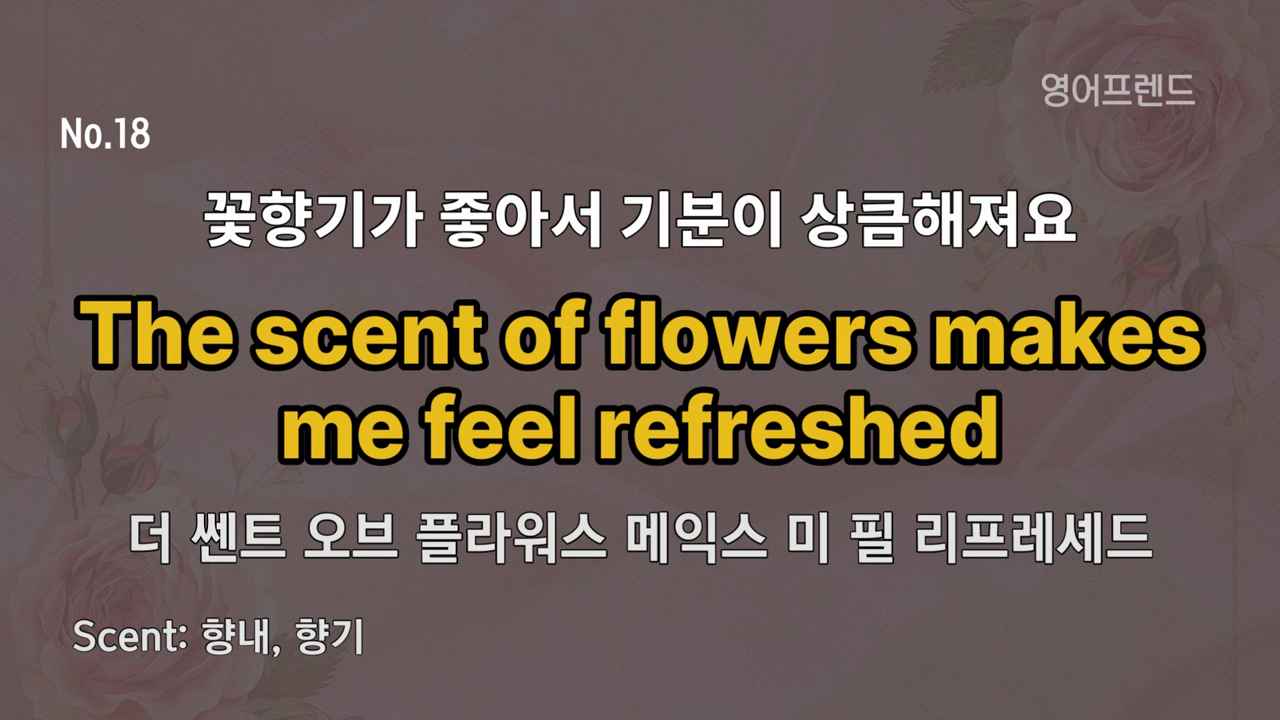 영어프렌드
No.18
꽃향기가 좋아서 기분이 상큼해져요
The scent of flowers makes
me feel refreshed
더 쎈트 오브 플라워스 메익스 미 필 리프레셰드
Scent: 향내, 향기